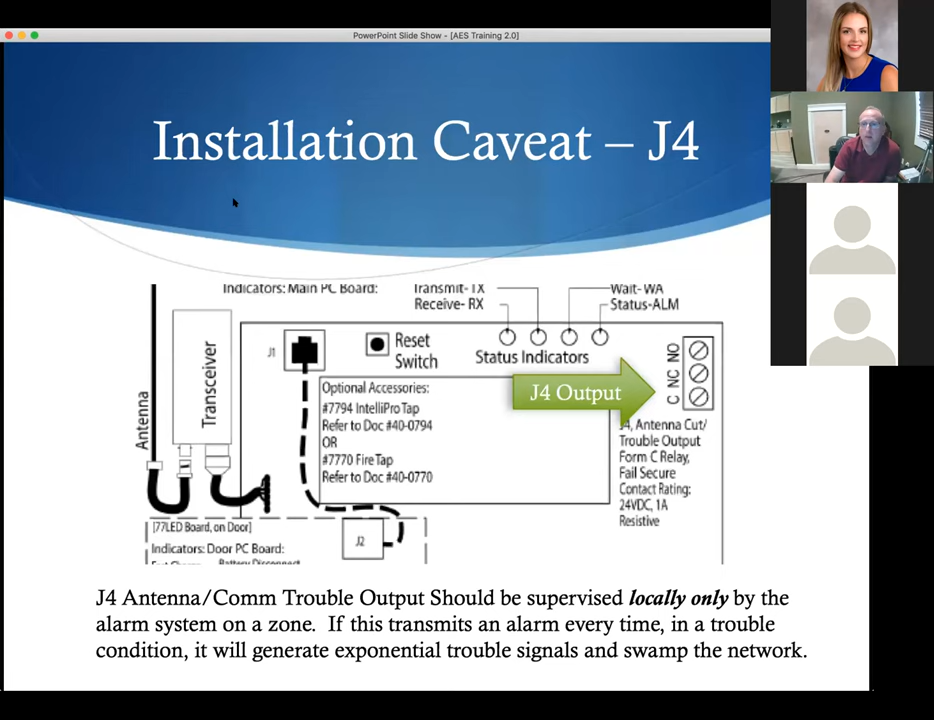 PowerPoint Slide Show - [AES Training 2.0]
Installation Caveat – J4
Indicators: Main PC Board:
Transmit- TX
Receive- RX
Wait- WA
Status-ALM
J1
Reset
Switch
Status Indicators
C NC NO
Antenna
Transceiver
Optional Accessories:
#7794 IntelliPro Tap
Refer to Doc #40-0794
OR
#7770 FireTap
Refer to Doc #40-0770
J4 Output
J4, Antenna Cut/
Trouble Output
Form C Relay,
Fail Secure
Contact Rating:
24VDC, 1A
Resistive
[77LED Board, on Door]
Indicators: Door PC Board:
Battery Disconnect
J2
J4 Antenna/Comm Trouble Output Should be supervised locally only by the
alarm system on a zone. If this transmits an alarm every time, in a trouble
condition, it will generate exponential trouble signals and swamp the network.